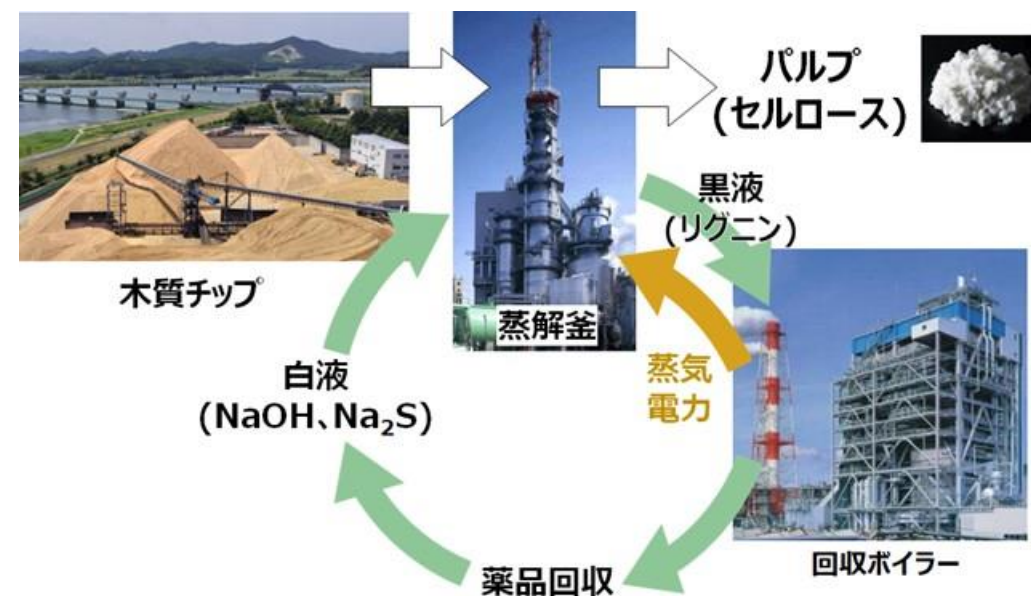 パルプ
(セルロース)
黒液
(リグニン)
木質チップ
蒸解釜
蒸気
電力
白液
(NaOH、Na₂S)
回収ボイラー
薬品回収